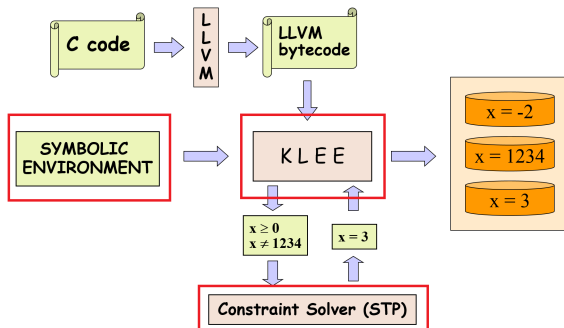 C code
L
L
V
M
LLVM
bytecode
SYMBOLIC
ENVIRONMENT
K L E E
x = -2
x = 1234
x = 3
x ≥ 0
x ≠ 1234
x = 3
Constraint Solver (STP)